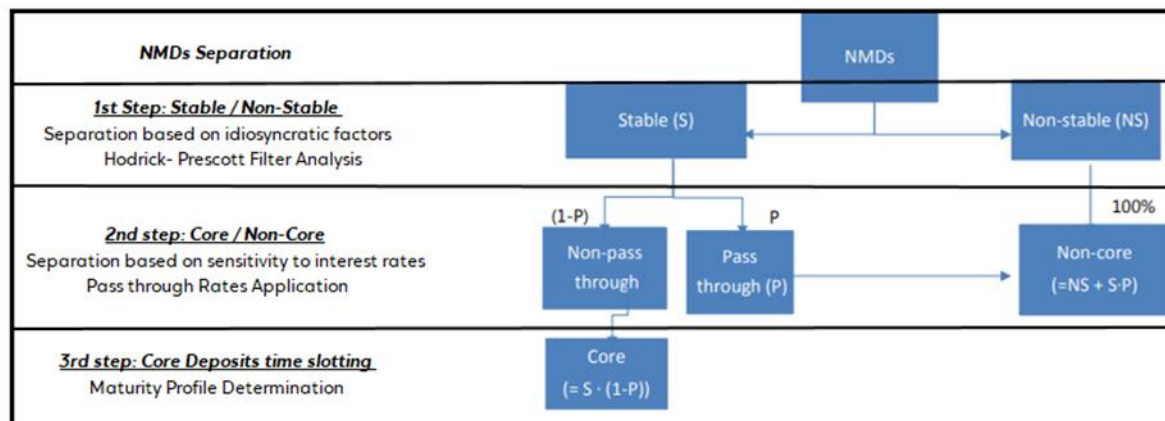 NMDs Separation
NMDs
1st Step: Stable / Non-Stable
Separation based on idiosyncratic factors
Hodrick- Prescott Filter Analysis
Stable (S)
Non-stable (NS)
(1-P)
P
100%
2nd step: Core / Non-Core
Separation based on sensitivity to interest rates
Pass through Rates Application
Non-pass
through
Pass
through (P)
Non-core
(=NS + S·P)
3rd step: Core Deposits time slotting
Maturity Profile Determination
Core
(= S · (1-P))